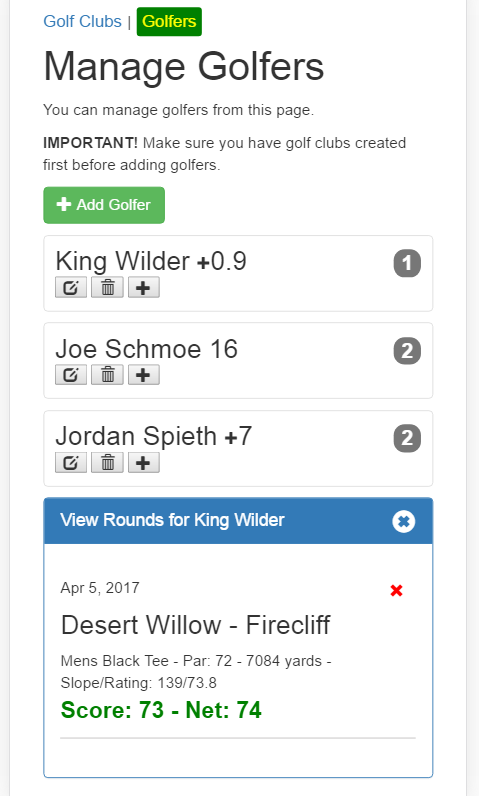 Golf Clubs | Golfers
Manage Golfers
You can manage golfers from this page.
IMPORTANT! Make sure you have golf clubs created
first before adding golfers.
Add Golfer
King Wilder +0.9 1
Joe Schmoe 16 2
Jordan Spieth +7 2
View Rounds for King Wilder
Apr 5, 2017
Desert Willow - Firecliff
Mens Black Tee - Par: 72 - 7084 yards -
Slope/Rating: 139/73.8
Score: 73 - Net: 74